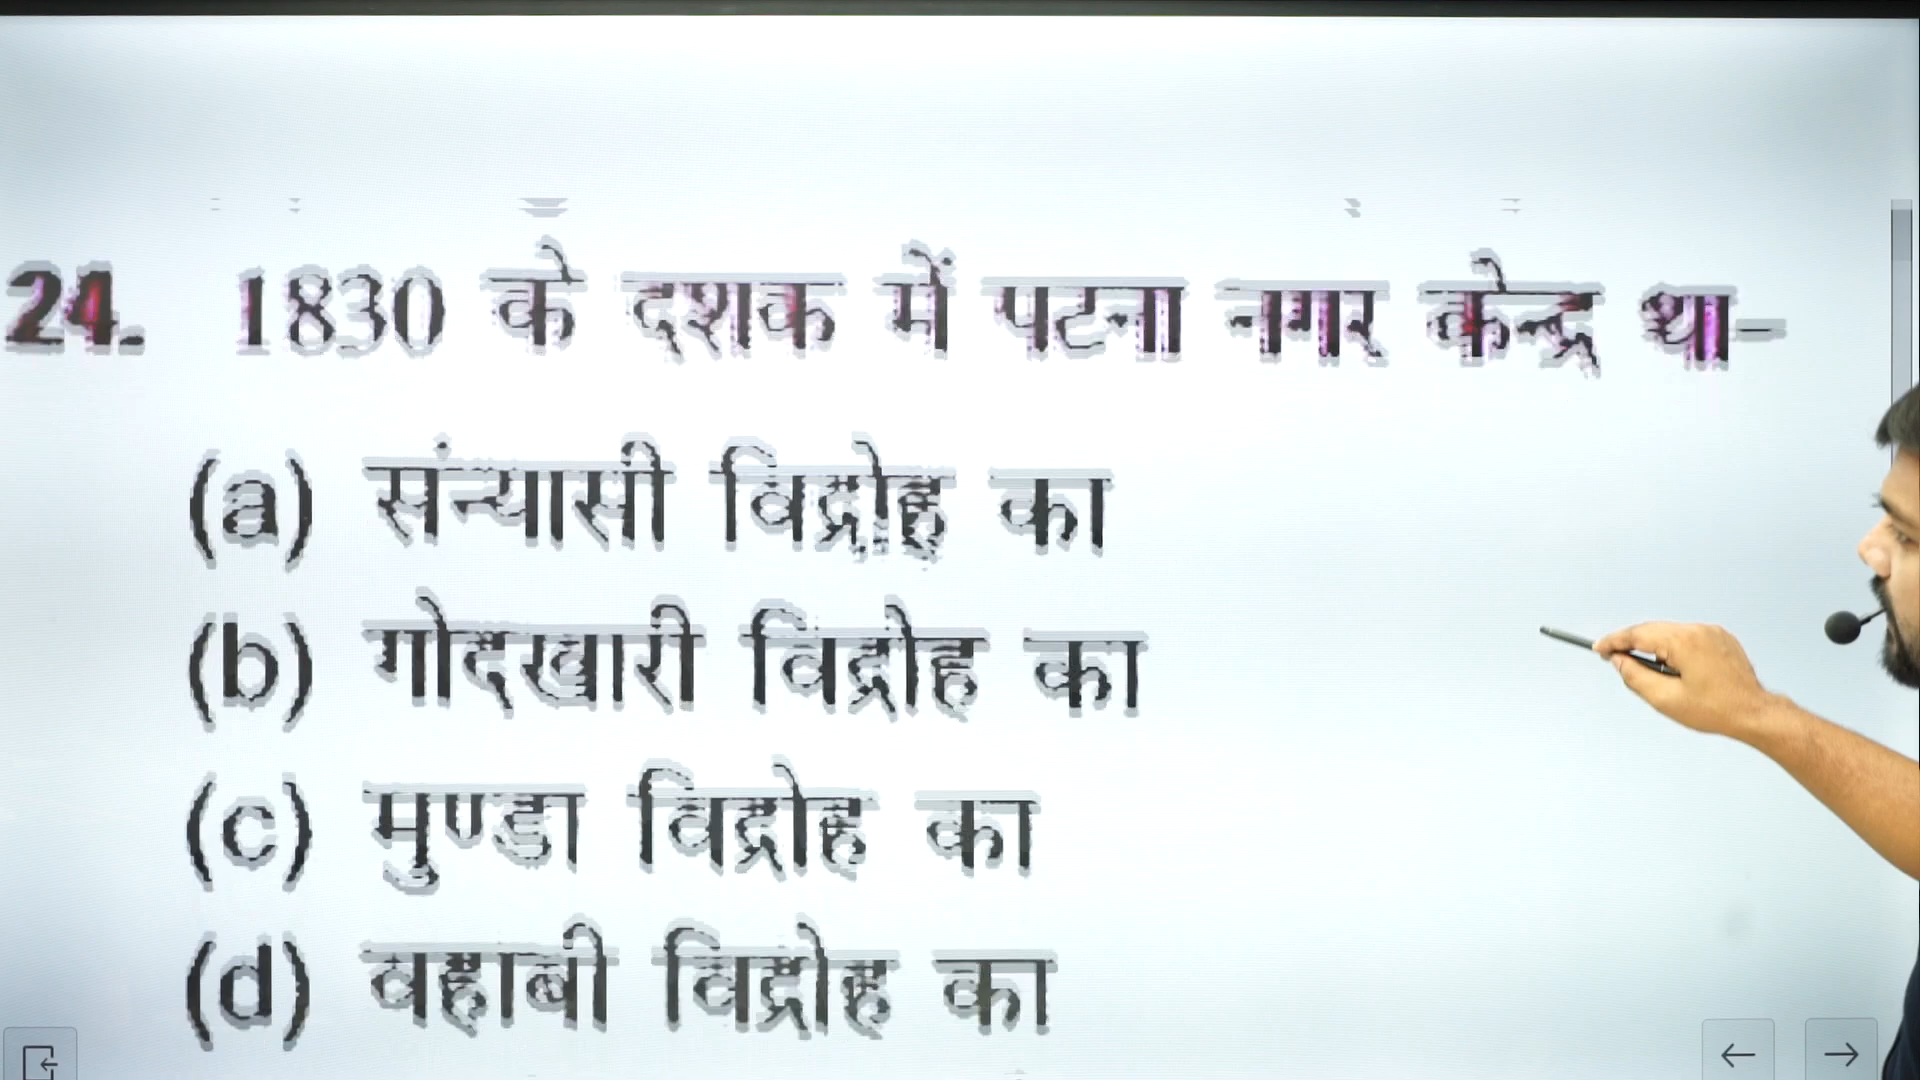 24. 1830 के दशक में पटना नगर केन्द्र था–
(a) संन्यासी विद्रोह का
(b) गोदखारी विद्रोह का
(c) मुण्डा विद्रोह का
(d) वहाबी विद्रोह का